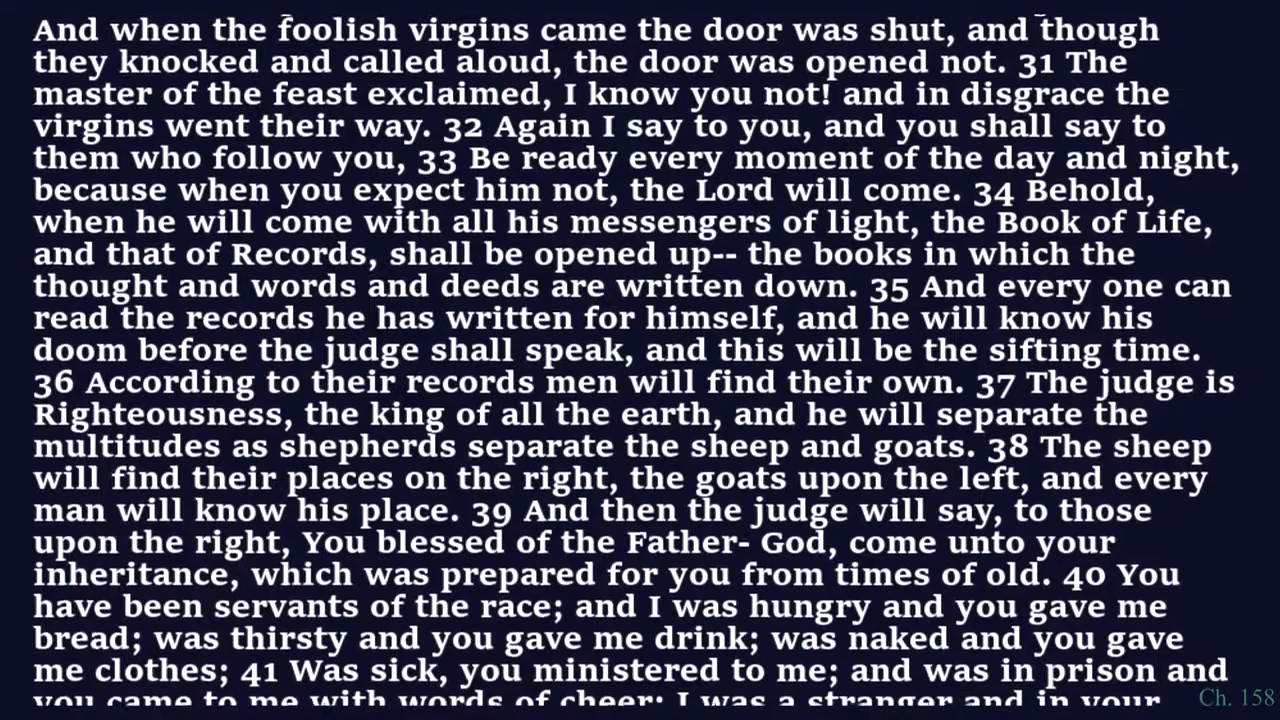 And when the foolish virgins came the door was shut, and though
they knocked and called aloud, the door was opened not. 31 The
master of the feast exclaimed, I know you not! and in disgrace the
virgins went their way. 32 Again I say to you, and you shall say to
them who follow you, 33 Be ready every moment of the day and night,
because when you expect him not, the Lord will come. 34 Behold,
when he will come with all his messengers of light, the Book of Life,
and that of Records, shall be opened up-- the books in which the
thought and words and deeds are written down. 35 And every one can
read the records he has written for himself, and he will know his
doom before the judge shall speak, and this will be the sifting time.
36 According to their records men will find their own. 37 The judge is
Righteousness, the king of all the earth, and he will separate the
multitudes as shepherds separate the sheep and goats. 38 The sheep
will find their places on the right, the goats upon the left, and every
man will know his place. 39 And then the judge will say, to those
upon the right, You blessed of the Father- God, come unto your
inheritance, which was prepared for you from times of old. 40 You
have been servants of the race; and I was hungry and you gave me
bread; was thirsty and you gave me drink; was naked and you gave
me clothes; 41 Was sick, you ministered to me; and was in prison and
you came to me with words of cheer; I was a stranger and in your
Ch. 158